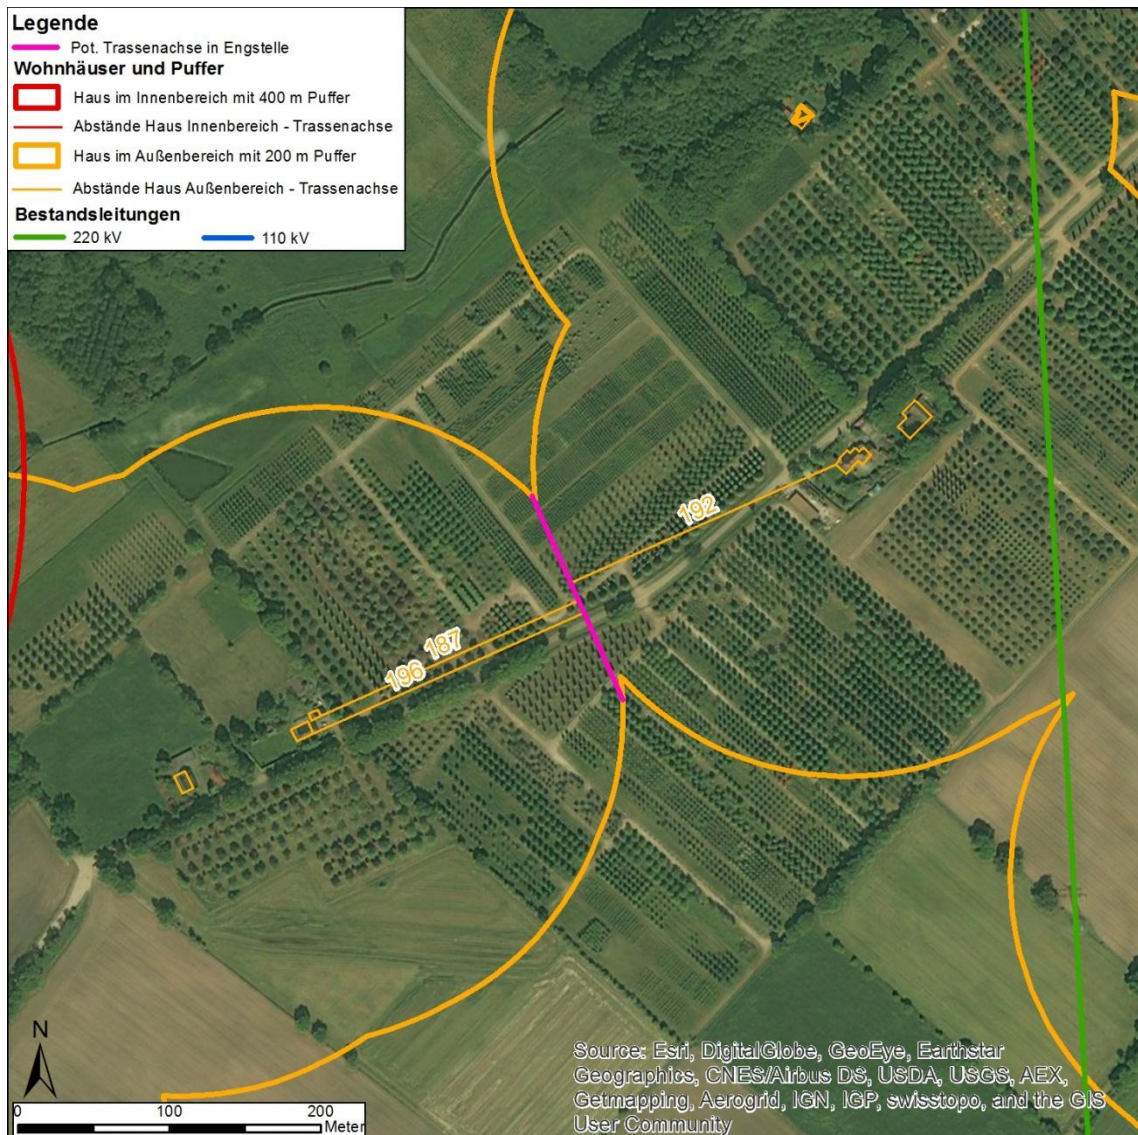 Legende
Pot. Trassenachse in Engstelle
Wohnhäuser und Puffer
Haus im Innenbereich mit 400 m Puffer
Abstände Haus Innenbereich - Trassenachse
Haus im Außenbereich mit 200 m Puffer
Abstände Haus Außenbereich - Trassenachse
Bestandsleitungen
220 kV 110 kV
192
187
196
N
0 100 200
Meter
Source: Esri, DigitalGlobe, GeoEye, Earthstar
Geographics, CNES/Airbus DS, USDA, USGS, AEX,
Getmapping, Aerogrid, IGN, IGP, swisstopo, and the GIS
User Community